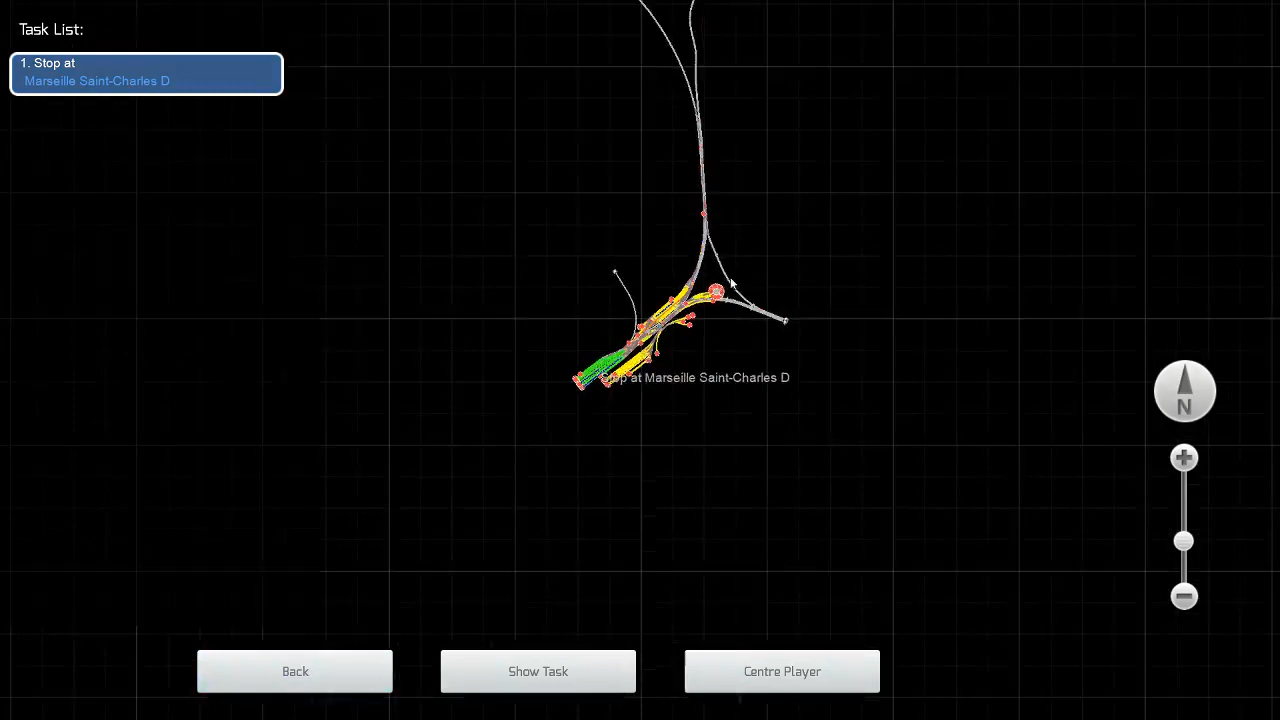 Task List:
1. Stop at
Marseille Saint-Charles D
Stop at Marseille Saint-Charles D
N
Back
Show Task
Centre Player